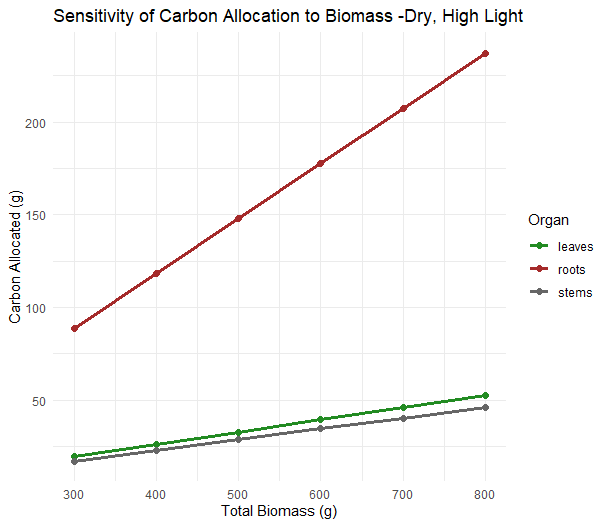 Sensitivity of Carbon Allocation to Biomass -Dry, High Light
200
150
100
50
Carbon Allocated (g)
300 400 500 600 700 800
Total Biomass (g)
Organ
leaves
roots
stems